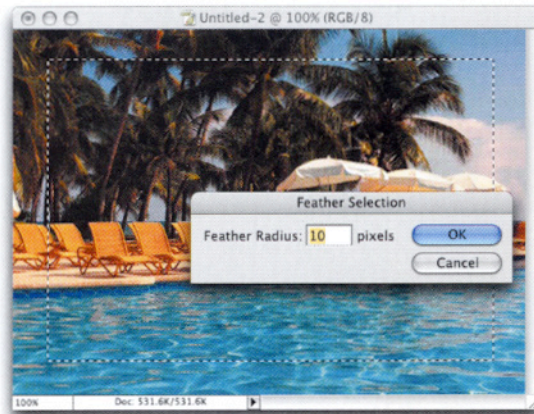 Untitled-2 @ 100% (RGB/8)
Feather Selection
Feather Radius: 10 pixels
OK
Cancel
100%
Doc: 531.6K/531.6K